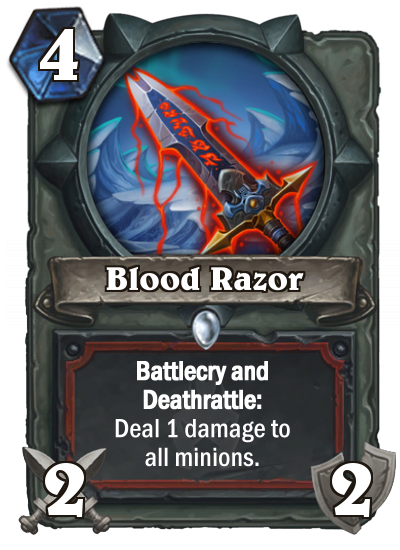 4
Blood Razor
Battlecry and
Deathrattle:
Deal 1 damage to
all minions.
2
2